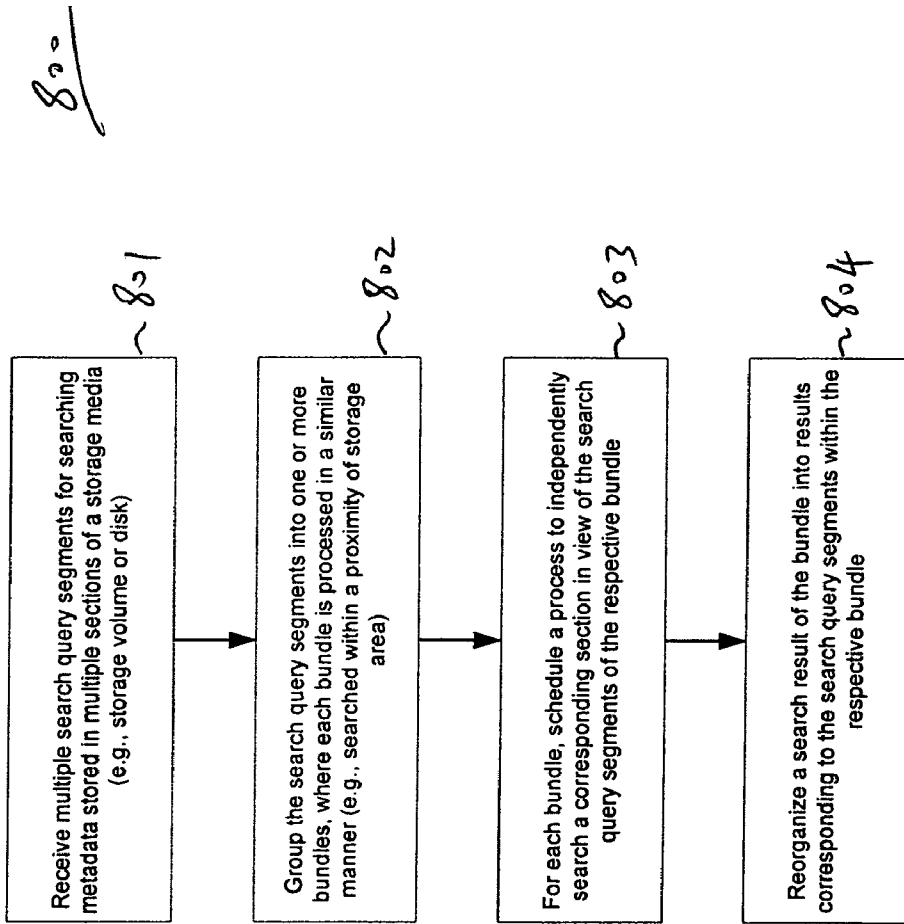 800
Receive multiple search query segments for searching
metadata stored in multiple sections of a storage media
(e.g., storage volume or disk)
~801
Group the search query segments into one or more
bundles, where each bundle is processed in a similar
manner (e.g., searched within a proximity of storage
area)
~802
For each bundle, schedule a process to independently
search a corresponding section in view of the search
query segments of the respective bundle
~803
Reorganize a search result of the bundle into results
corresponding to the search query segments within the
respective bundle
~804